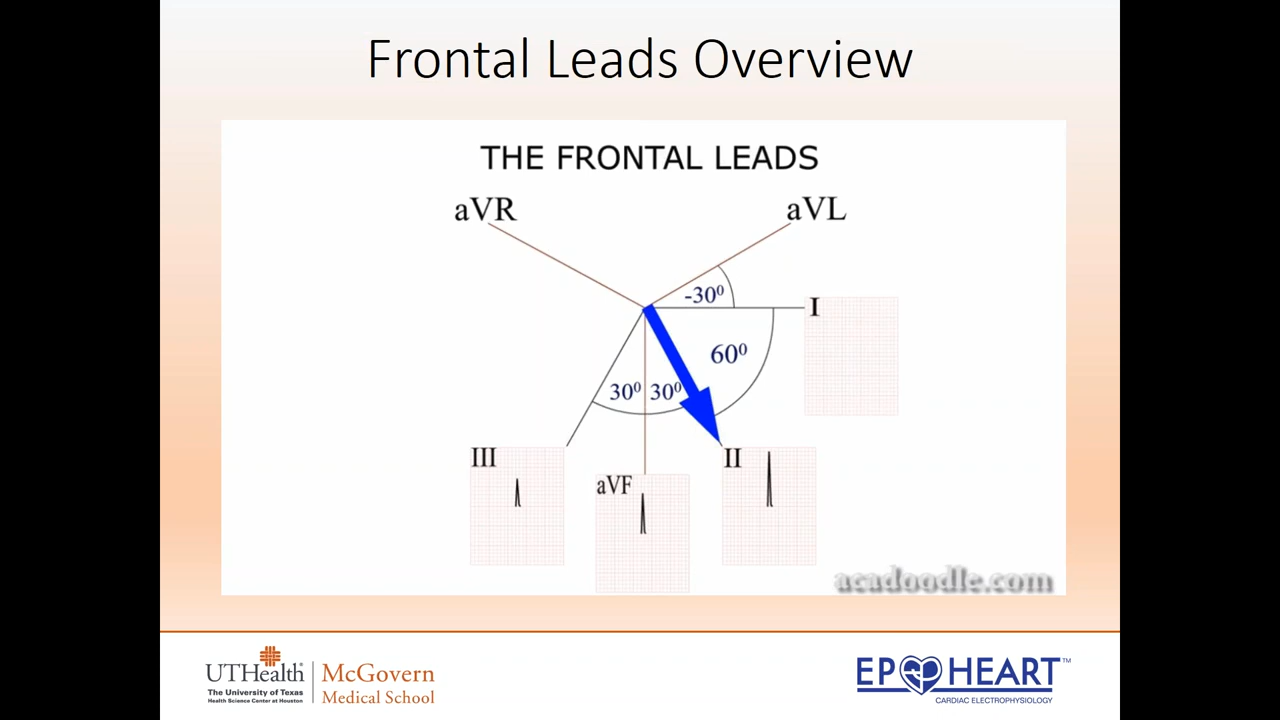 Frontal Leads Overview
THE FRONTAL LEADS
aVR
aVL
-30⁰
I
60⁰
30⁰
30⁰
III
aVF
II
acadoodle.com
UTHealth
The University of Texas
Health Science Center at Houston
McGovern
Medical School
EP HEART™
CARDIAC ELECTROPHYSIOLOGY